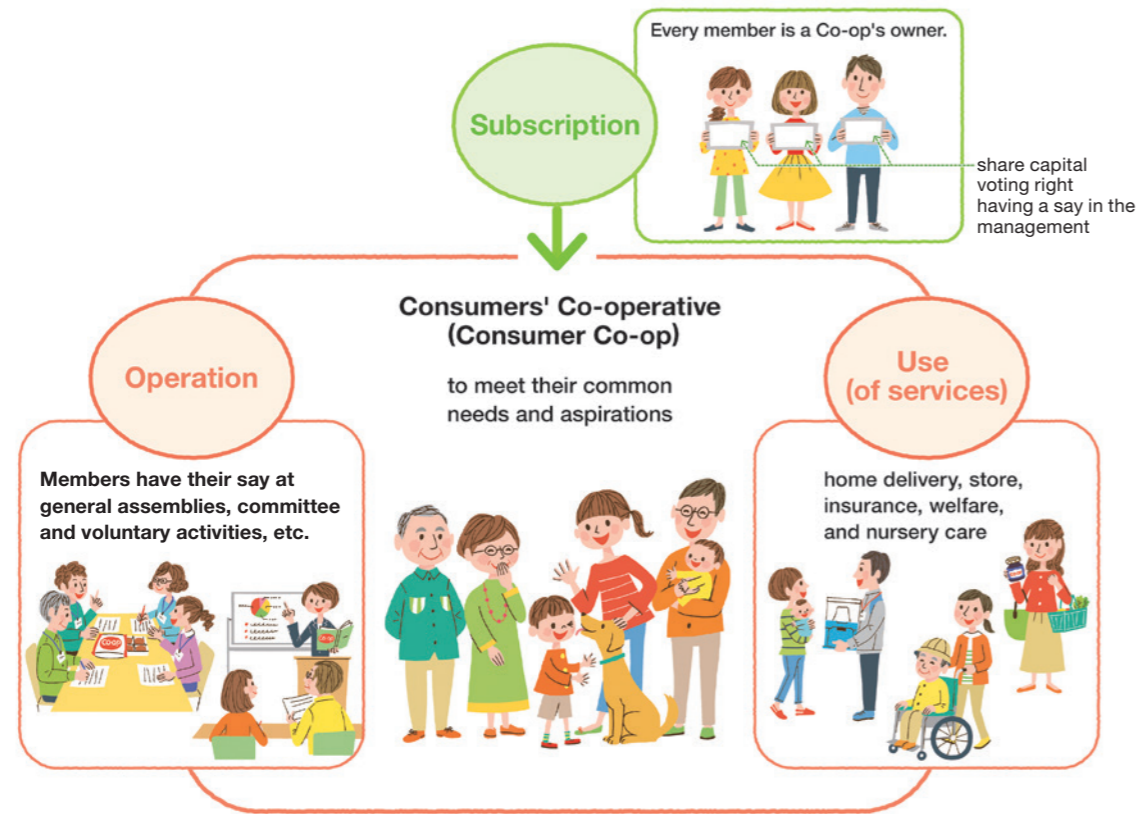 Every member is a Co-op's owner.
Subscription
share capital
voting right
having a say in the
management
Consumers' Co-operative
(Consumer Co-op)
to meet their common
needs and aspirations
Operation
Members have their say at
general assemblies, committee
and voluntary activities, etc.
CO·OP
Use
(of services)
home delivery, store,
insurance, welfare,
and nursery care